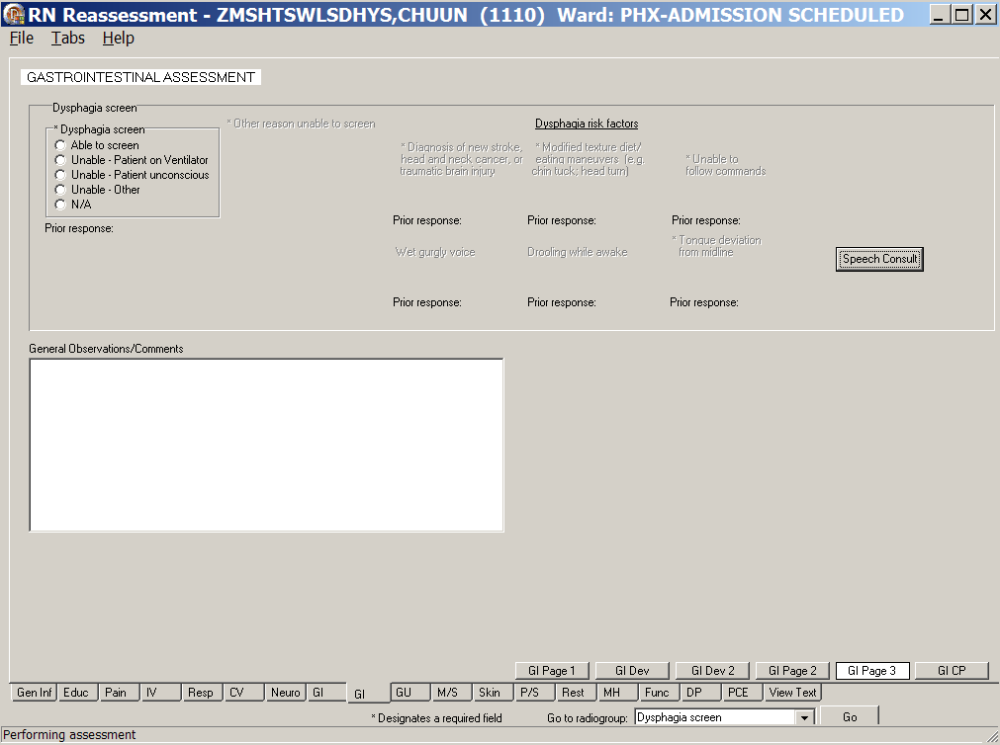 RN Reassessment - ZMSHTSWLSDHYS,CHUUN (1110) Ward: PHX-ADMISSION SCHEDULED
File Tabs Help
GASTROINTESTINAL ASSESSMENT
Dysphagia screen
* Dysphagia screen
Able to screen
Unable - Patient on Ventilator
Unable - Patient unconscious
Unable - Other
N/A
Prior response:
* Other reason unable to screen
Dysphagia risk factors
* Diagnosis of new stroke,
head and neck cancer, or
traumatic brain injury
* Modified texture diet/
eating maneuvers (e.g.
chin tuck; head turn)
* Unable to
follow commands
Prior response: Prior response: Prior response:
Wet gurgly voice
Drooling while awake
* Tongue deviation
from midline
Speech Consult
Prior response: Prior response: Prior response:
General Observations/Comments
GI Page 1 GI Dev GI Dev 2 GI Page 2 GI Page 3 GI CP
Gen Inf Educ Pain IV Resp CV Neuro GI GI GU M/S Skin P/S Rest MH Func DP PCE View Text
* Designates a required field Go to radiogroup: Dysphagia screen Go
Performing assessment